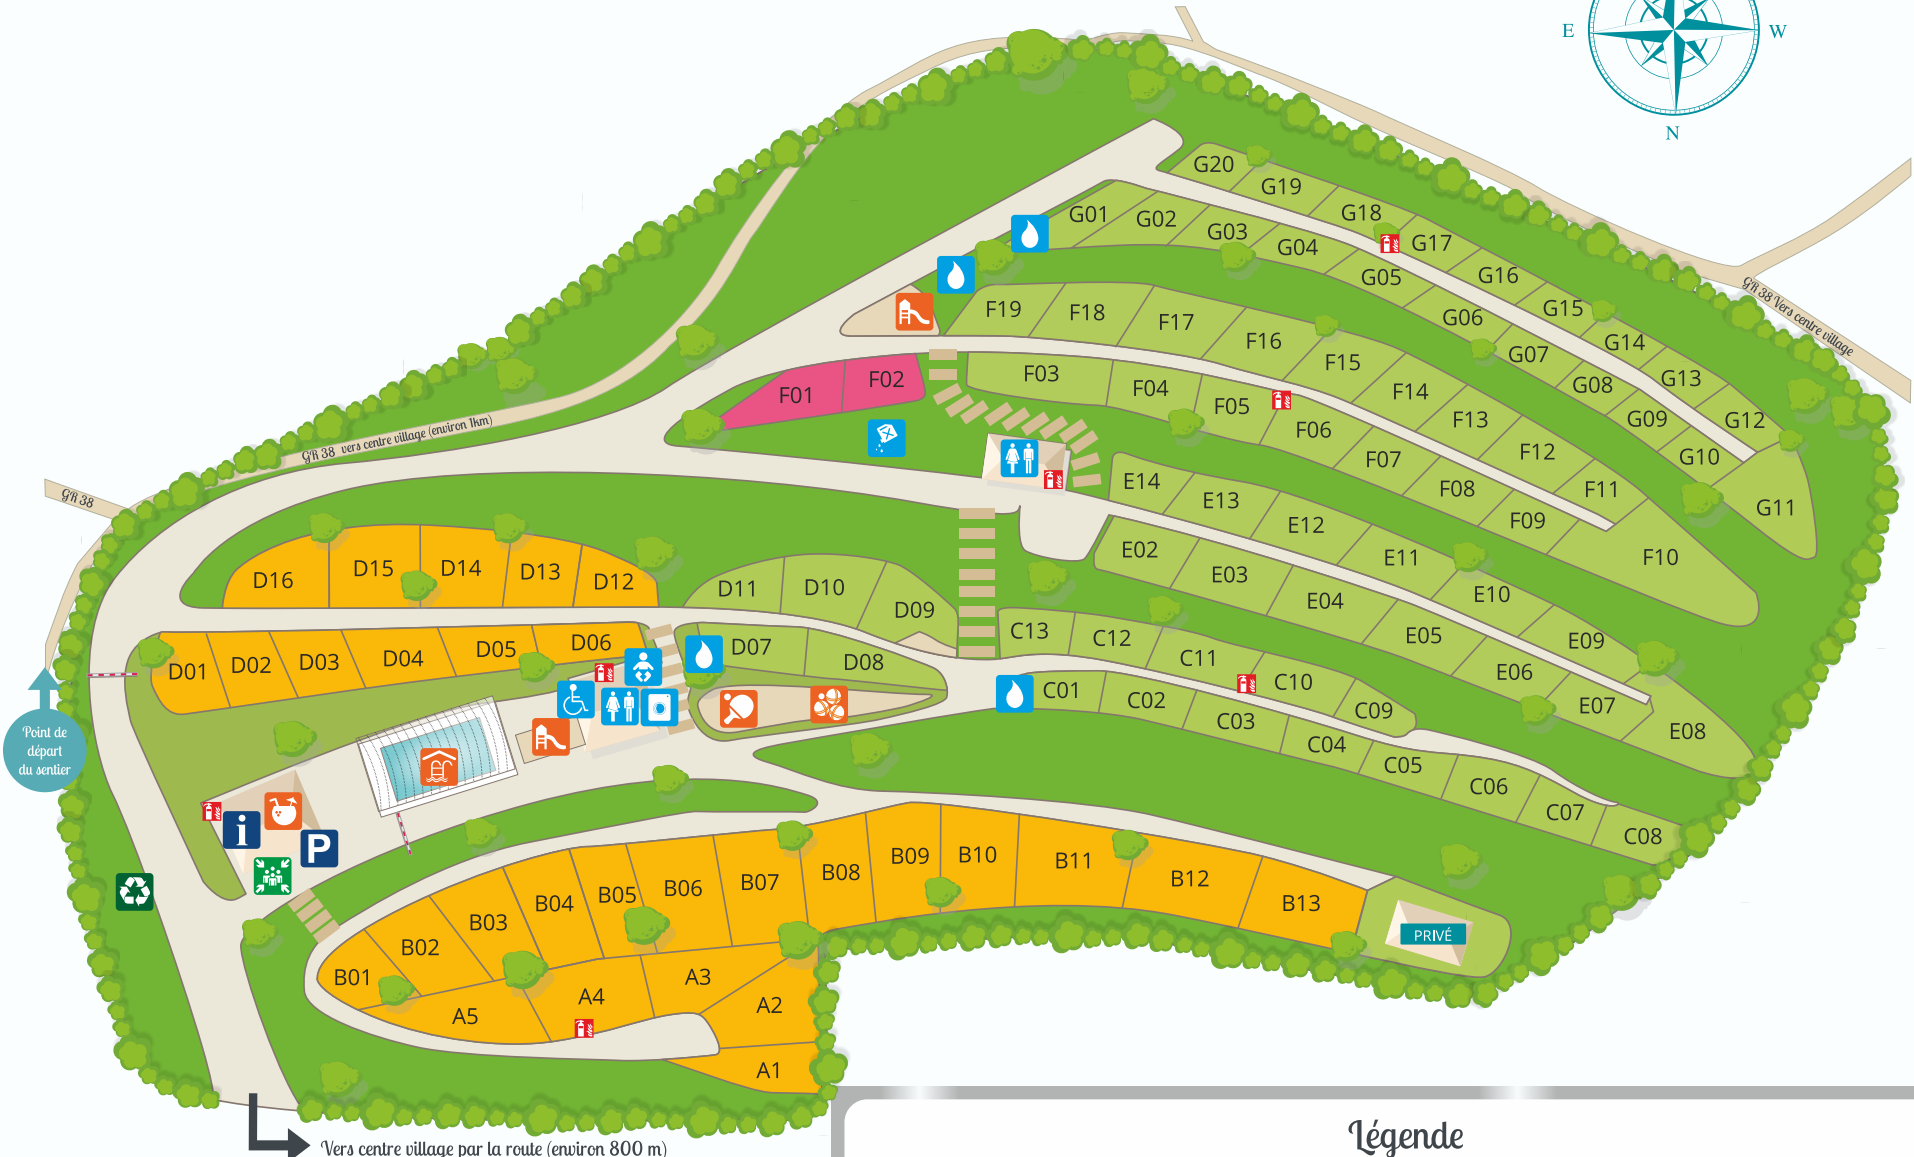 E
W
N
G20
G19
G18
G17
G16
G15
G14
G13
G12
G11
G01
G02
G03
G04
G05
G06
G07
G08
G09
G10
GR 38 Vers centre village
F19
F18
F17
F16
F15
F14
F13
F12
F11
F10
F01
F02
F03
F04
F05
F06
F07
F08
F09
GR 38 vers centre village (environ 1km)
GR 38
E14
E13
E12
E11
E10
E09
E08
E02
E03
E04
E05
E06
E07
D16
D15
D14
D13
D12
D11
D10
D09
D01
D02
D03
D04
D05
D06
D07
D08
C13
C12
C11
C10
C09
C01
C02
C03
C04
C05
C06
C07
C08
Point de
départ
du sentier
i
P
B01
B02
B03
B04
B05
B06
B07
B08
B09
B10
B11
B12
B13
PRIVÉ
A5
A4
A3
A2
A1
Vers centre village par la route (environ 800 m)
Légende